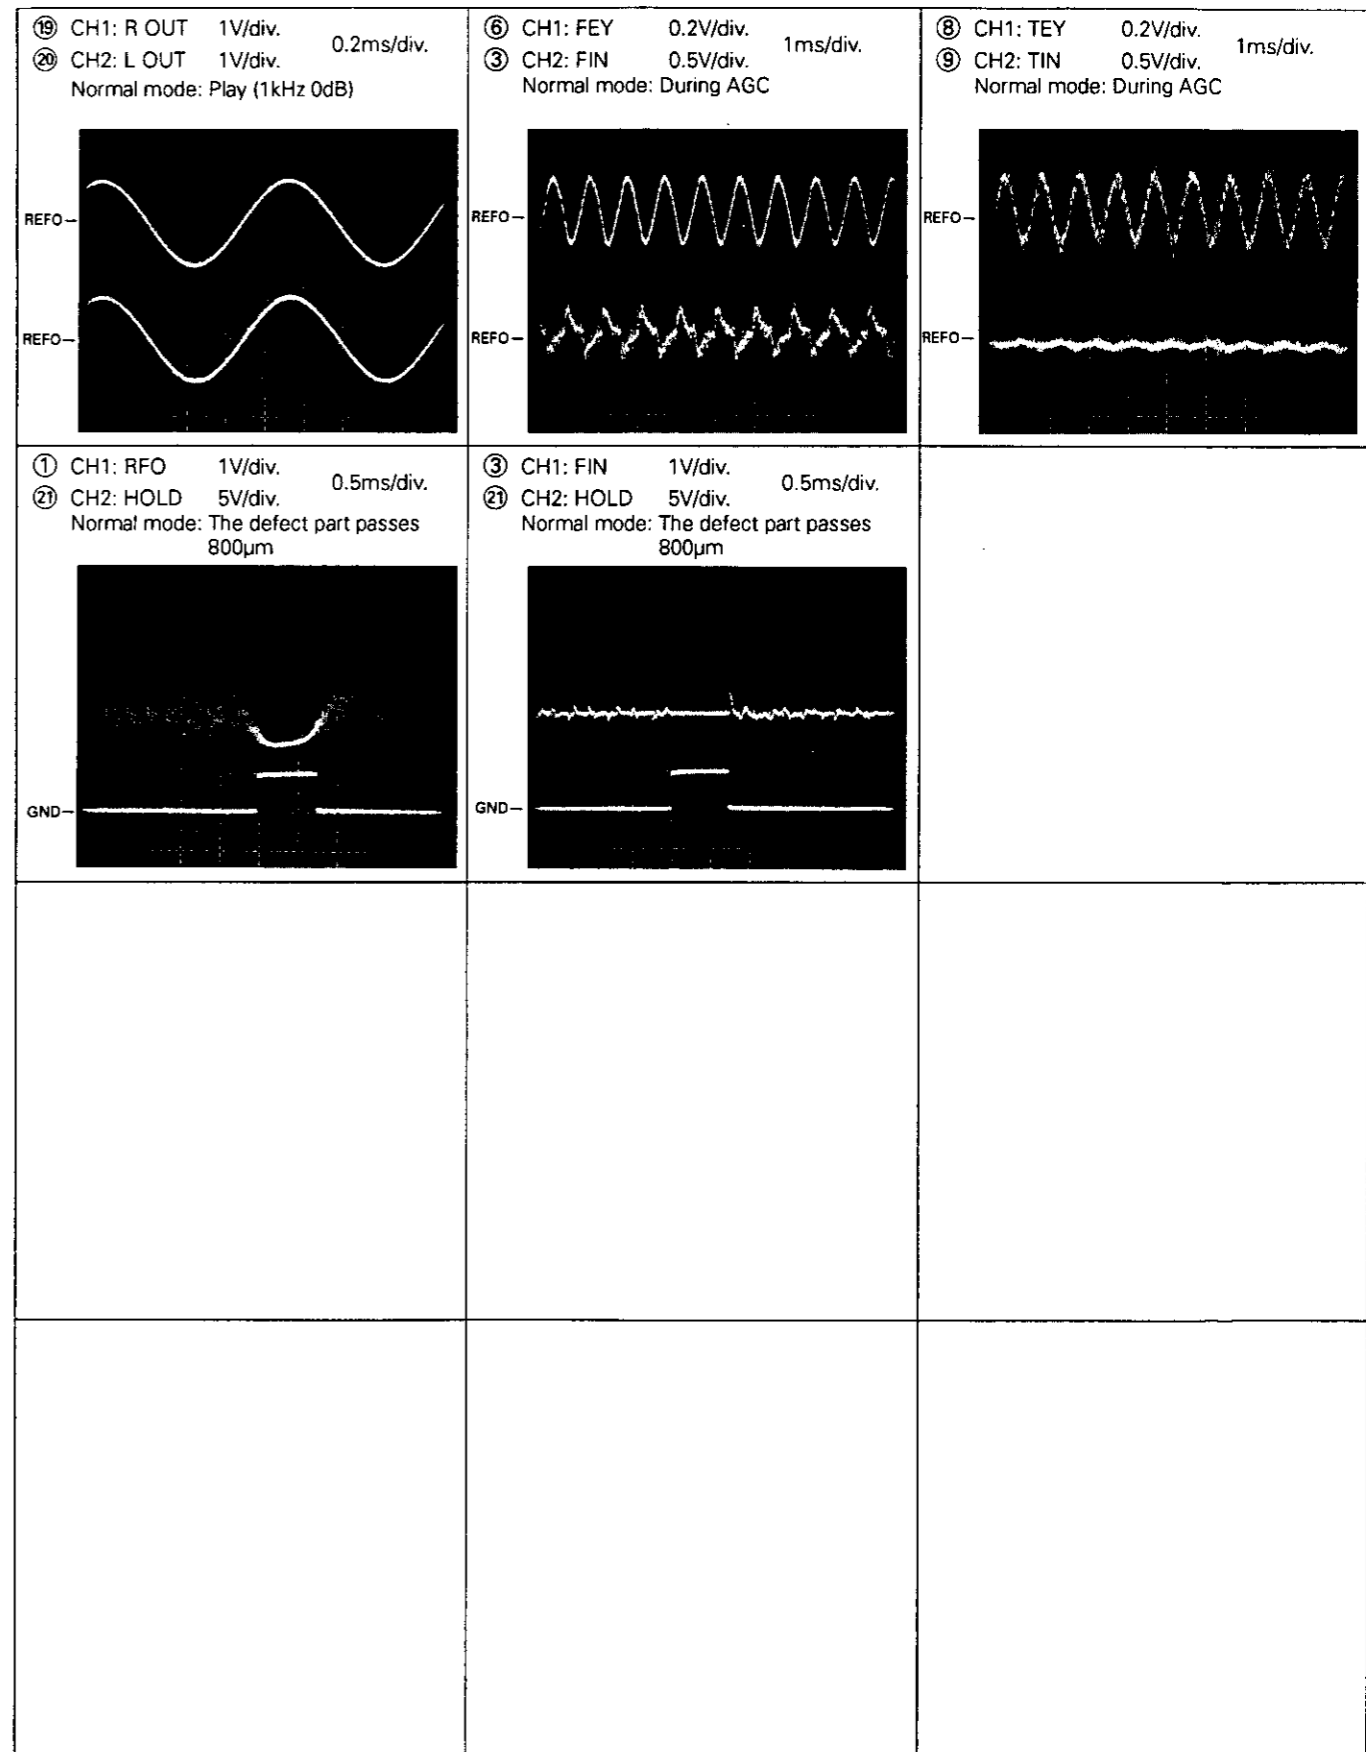 ⑲ CH1: R OUT 1V/div. 0.2ms/div.
⑳ CH2: L OUT 1V/div.
Normal mode: Play (1kHz 0dB)
REFO
REFO
⑥ CH1: FEY 0.2V/div. 1ms/div.
③ CH2: FIN 0.5V/div.
Normal mode: During AGC
REFO
REFO
⑧ CH1: TEY 0.2V/div. 1ms/div.
⑨ CH2: TIN 0.5V/div.
Normal mode: During AGC
REFO
REFO
① CH1: RFO 1V/div. 0.5ms/div.
㉑ CH2: HOLD 5V/div.
Normal mode: The defect part passes
800µm
GND
③ CH1: FIN 1V/div. 0.5ms/div.
㉑ CH2: HOLD 5V/div.
Normal mode: The defect part passes
800µm
GND